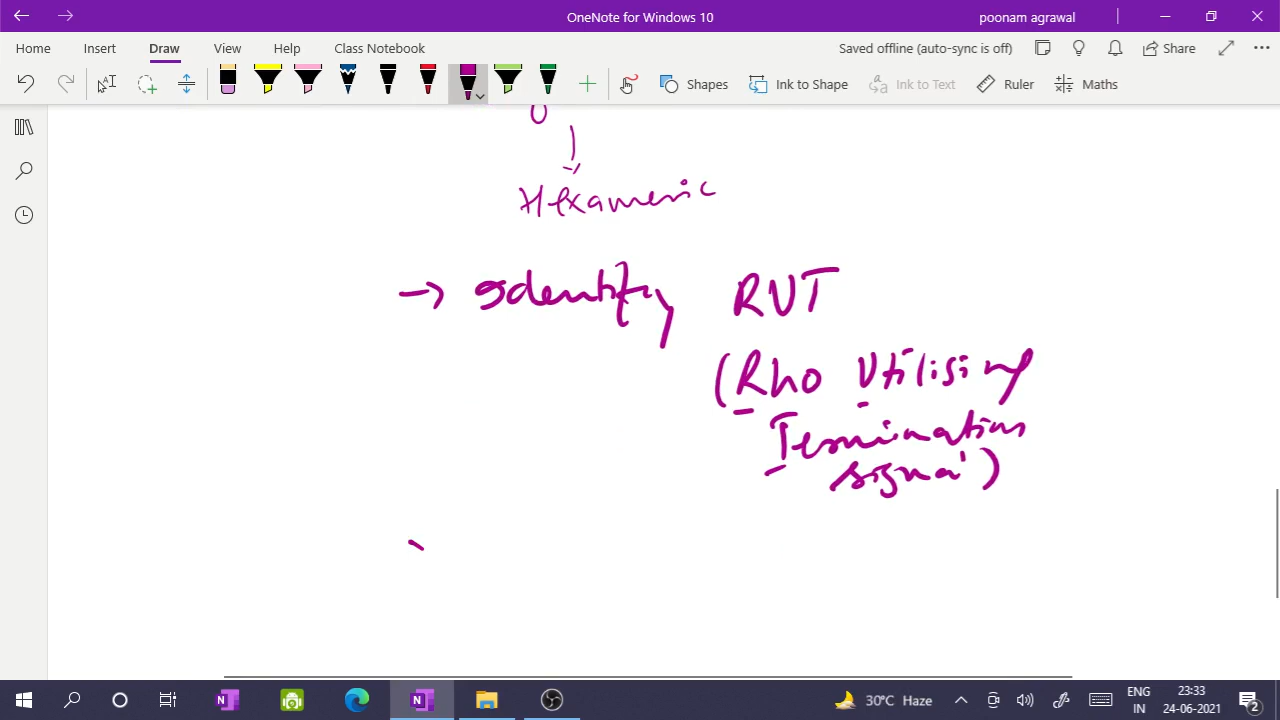 OneNote for Windows 10
poonam agrawal
Home
Insert
Draw
View
Help
Class Notebook
Saved offline (auto-sync is off)
Share
Shapes
Ink to Shape
Ink to Text
Ruler
Maths
Hexameric
→ Identify RUT
(Rho Utilising
Termination
signal)
30°C Haze
ENG
IN
23:33
24-06-2021
2